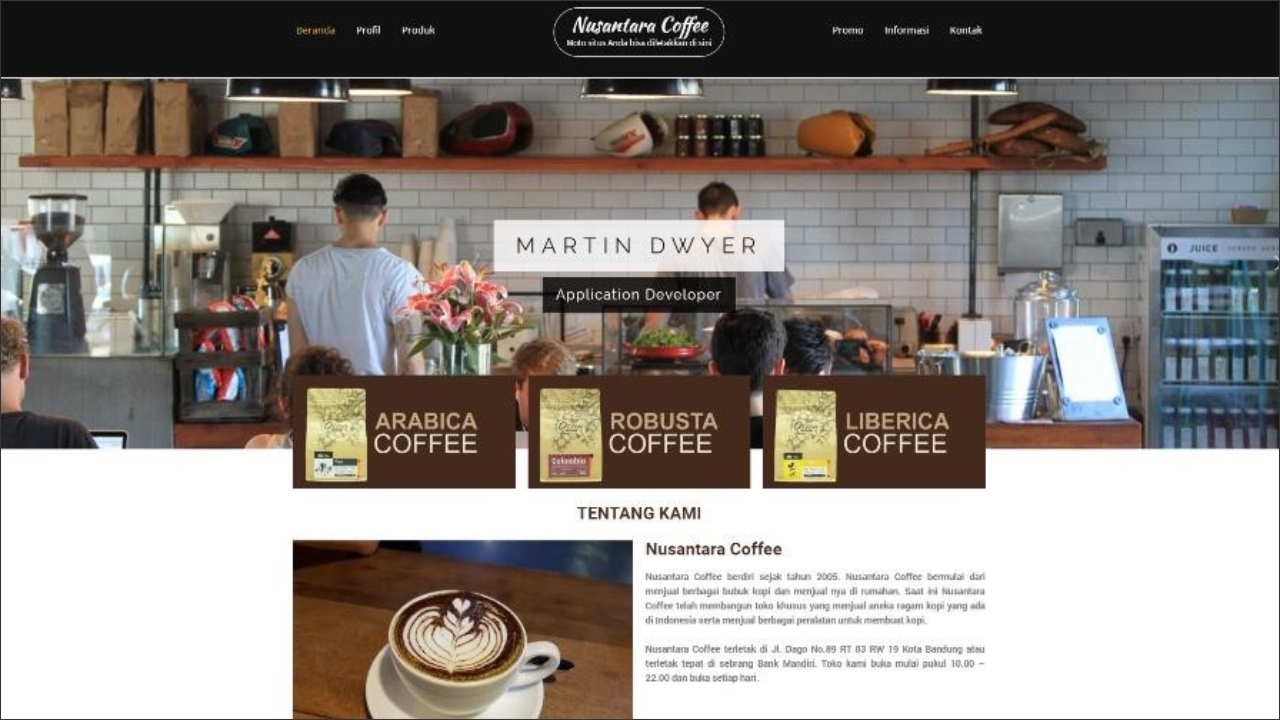 Beranda Profil Produk
Nusantara Coffee
Moto situs Anda bisa diletakkan di sini
Promo Informasi Kontak
JUICE
MARTIN DWYER
Application Developer
ARABICA
COFFEE
Colombia
ROBUSTA
COFFEE
LIBERICA
COFFEE
TENTANG KAMI
Nusantara Coffee
Nusantara Coffee berdiri sejak tahun 2005. Nusantara Coffee bermulai dari
menjual berbagai bubuk kopi dan menjual nya di rumahan. Saat ini Nusantara
Coffee telah membangun toko khusus yang menjual aneka ragam kopi yang ada
di Indonesia serta menjual berbagai peralatan untuk membuat kopi.
Nusantara Coffee terletak di Jl. Dago No.89 RT 03 RW 19 Kota Bandung atau
terletak tepat di sebrang Bank Mandiri. Toko kami buka mulai pukul 10.00 –
22.00 dan buka setiap hari.